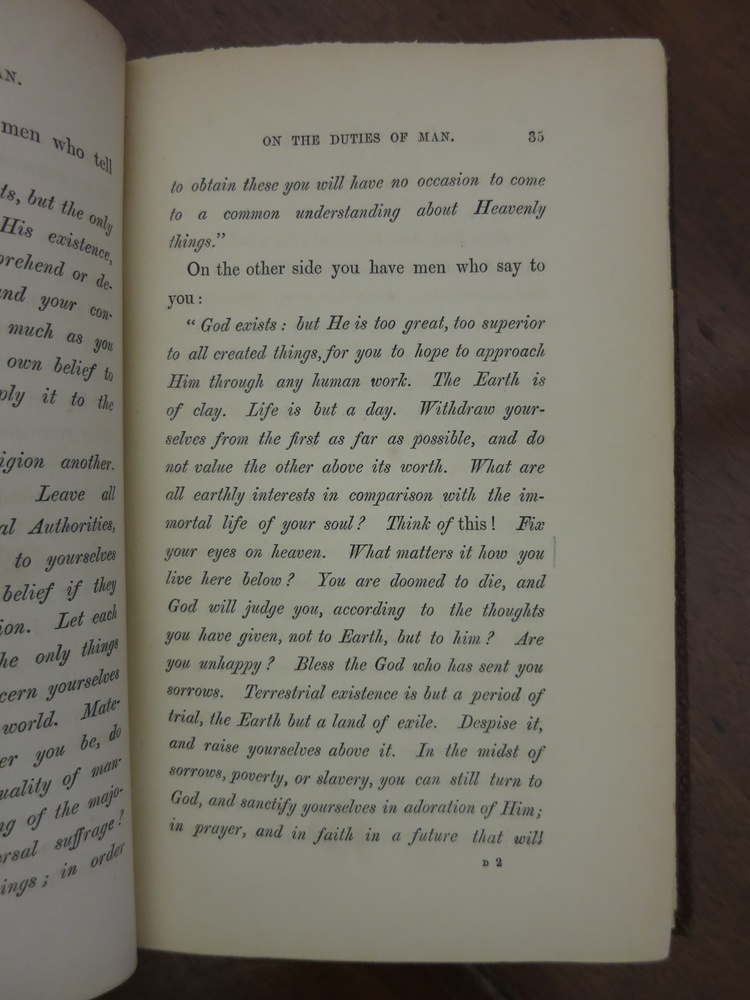 AN.
men who tell
ts, but the only
His existence,
prehend or de-
nd your con-
much as you
own belief to
ply it to the
igion another.
Leave all
al Authorities,
to yourselves
belief if they
ion. Let each
he only things
cern yourselves
world. Mate-
er you be, do
uality of man-
ng of the majo-
rsal suffrage?
ings; in order
ON THE DUTIES OF MAN. 35
to obtain these you will have no occasion to come
to a common understanding about Heavenly
things."
On the other side you have men who say to
you:
"God exists: but He is too great, too superior
to all created things, for you to hope to approach
Him through any human work. The Earth is
of clay. Life is but a day. Withdraw your-
selves from the first as far as possible, and do
not value the other above its worth. What are
all earthly interests in comparison with the im-
mortal life of your soul? Think of this! Fix
your eyes on heaven. What matters it how you
live here below? You are doomed to die, and
God will judge you, according to the thoughts
you have given, not to Earth, but to him? Are
you unhappy? Bless the God who has sent you
sorrows. Terrestrial existence is but a period of
trial, the Earth but a land of exile. Despise it,
and raise yourselves above it. In the midst of
sorrows, poverty, or slavery, you can still turn to
God, and sanctify yourselves in adoration of Him;
in prayer, and in faith in a future that will
D 2